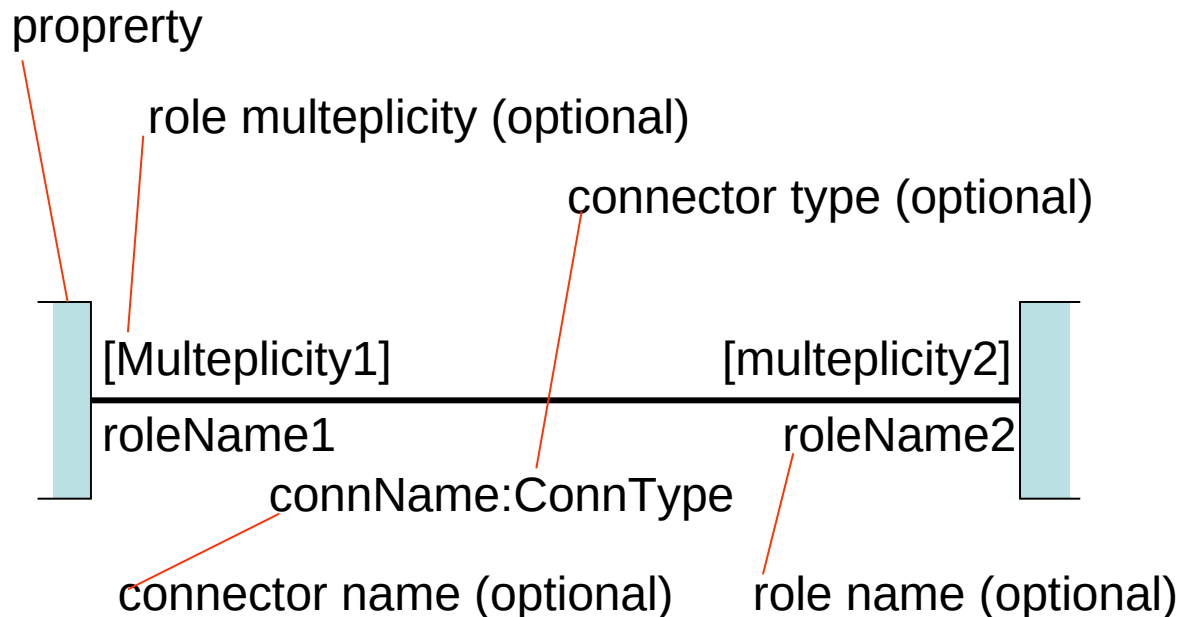 proprerty
role multeplicity (optional)
connector type (optional)
[Multeplicity1]
[multeplicity2]
roleName1
roleName2
connName:ConnType
connector name (optional)
role name (optional)